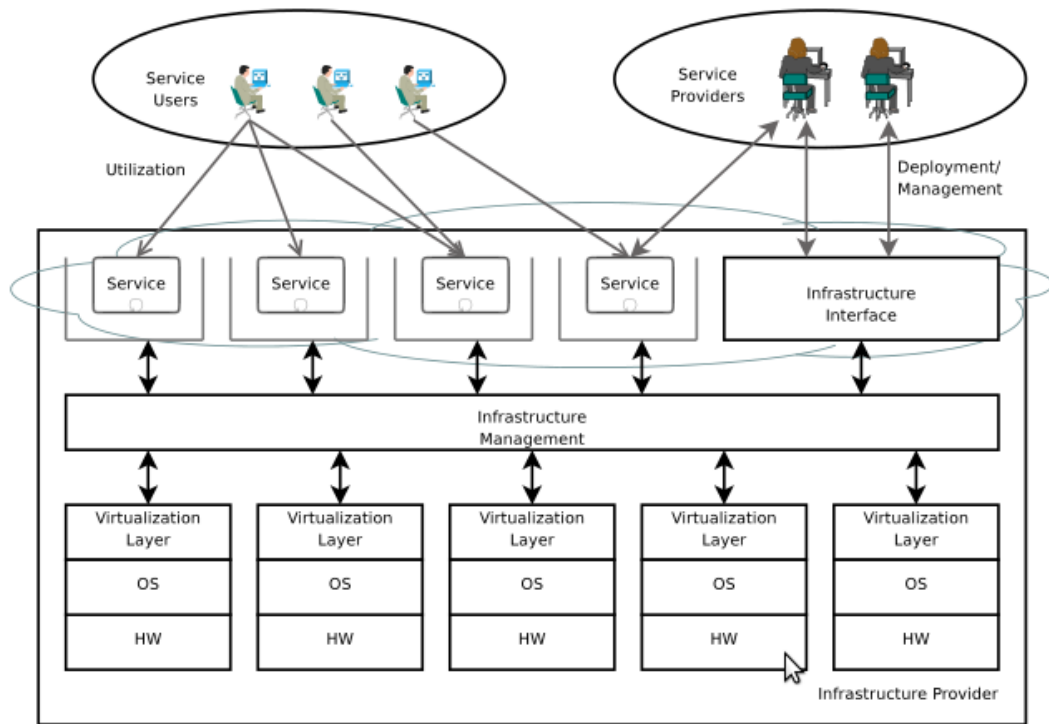 Service
Users
Service
Providers
Utilization
Deployment/
Management
Service
Service
Service
Service
Infrastructure
Interface
Infrastructure
Management
Virtualization
Layer
Virtualization
Layer
Virtualization
Layer
Virtualization
Layer
Virtualization
Layer
OS
OS
OS
OS
OS
HW
HW
HW
HW
HW
Infrastructure Provider